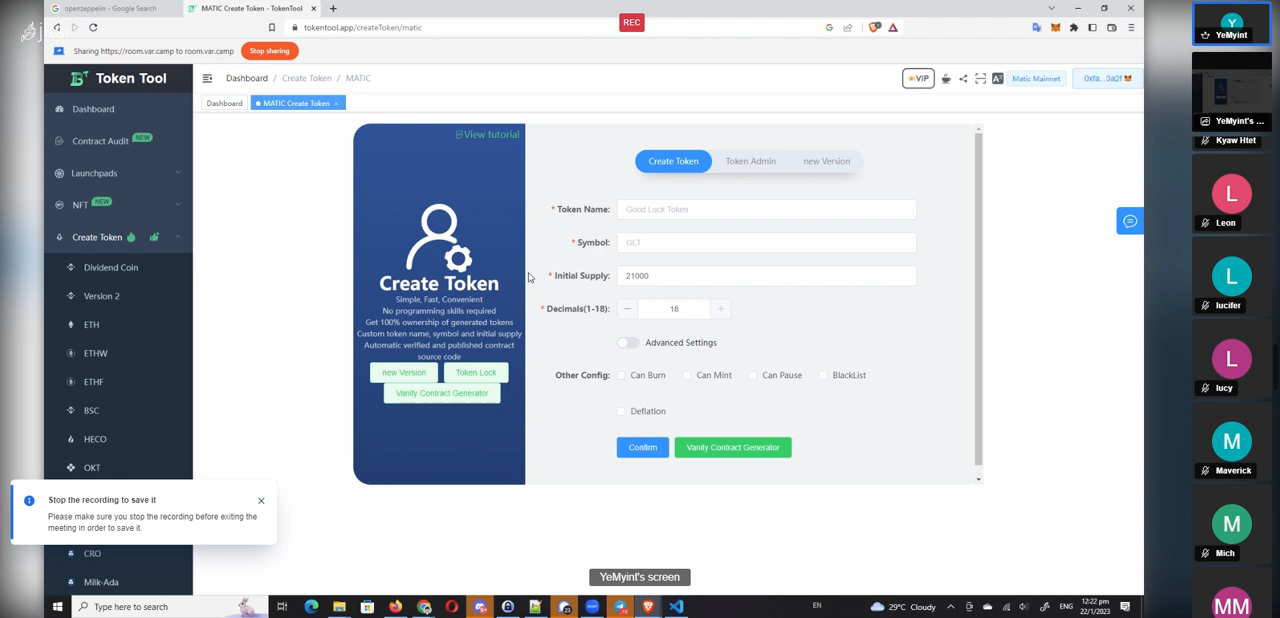 openzeppelin - Google Search
MATIC Create Token - TokenTool
tokentool.app/createToken/matic
REC
Sharing https://room.var.camp to room.var.camp
Stop sharing
Token Tool
Dashboard / Create Token / MATIC
VIP
Matic Mainnet
0xfa...3a2f
Dashboard
MATIC Create Token
Dashboard
Contract Audit NEW
Launchpads
NFT NEW
Create Token
Dividend Coin
Version 2
ETH
ETHW
ETHF
BSC
HECO
OKT
CRO
Milk-Ada
View tutorial
Create Token
Simple, Fast, Convenient
No programming skills required
Get 100% ownership of generated tokens
Custom token name, symbol and initial supply
Automatic verified and published contract
source code
new Version
Token Lock
Vanity Contract Generator
Create Token
Token Admin
new Version
* Token Name: Good Luck Token
* Symbol: GLT
* Initial Supply: 21000
* Decimals(1-18): 18
Advanced Settings
Other Config: Can Burn Can Mint Can Pause BlackList
Deflation
Confirm
Vanity Contract Generator
Stop the recording to save it
Please make sure you stop the recording before exiting the
meeting in order to save it.
YeMyint's screen
YeMyint
YeMyint's ...
Kyaw Htet
L
Leon
L
lucifer
L
lucy
M
Maverick
M
Mich
MM
Type here to search
EN
29°C Cloudy
ENG
12:22 pm
22/1/2023